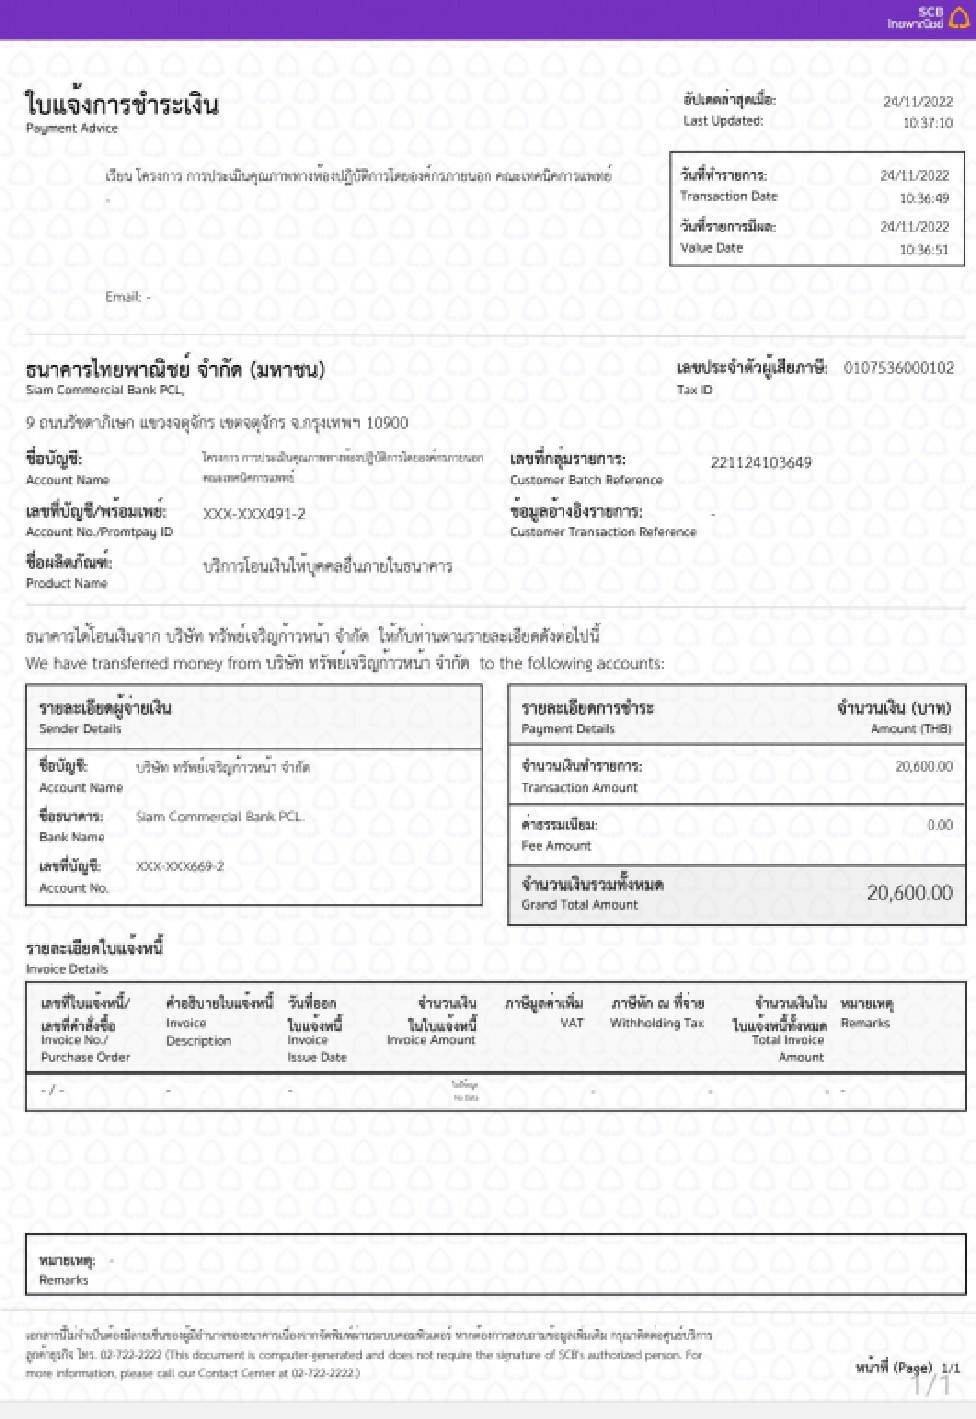 SCB
ไทยพาณิชย์
ใบแจ้งการชำระเงิน
Payment Advice
อัปเดตล่าสุดเมื่อ: 24/11/2022
Last Updated: 10:37:10
เรียน โครงการ การประเมินคุณภาพทางห้องปฏิบัติการโดยองค์กรภายนอก คณะเทคนิคการแพทย์
-
วันที่ทำรายการ: 24/11/2022
Transaction Date 10:36:49
วันที่รายการมีผล: 24/11/2022
Value Date 10:36:51
Email: -
ธนาคารไทยพาณิชย์ จำกัด (มหาชน)
Siam Commercial Bank PCL,
เลขประจำตัวผู้เสียภาษี: 0107536000102
Tax ID
9 ถนนรัชดาภิเษก แขวงจตุจักร เขตจตุจักร จ.กรุงเทพฯ 10900
ชื่อบัญชี: โครงการ การประเมินคุณภาพทางห้องปฏิบัติการโดยองค์กรภายนอก
Account Name คณะเทคนิคการแพทย์
เลขที่กลุ่มรายการ: 221124103649
Customer Batch Reference
เลขที่บัญชี/พร้อมเพย์: XXX-XXX491-2
Account No./Promtpay ID
ข้อมูลอ้างอิงรายการ: -
Customer Transaction Reference
ชื่อผลิตภัณฑ์: บริการโอนเงินให้บุคคลอื่นภายในธนาคาร
Product Name
ธนาคารได้โอนเงินจาก บริษัท ทรัพย์เจริญก้าวหน้า จำกัด ให้กับท่านตามรายละเอียดดังต่อไปนี้
We have transferred money from บริษัท ทรัพย์เจริญก้าวหน้า จำกัด to the following accounts:
รายละเอียดผู้จ่ายเงิน
Sender Details
ชื่อบัญชี: บริษัท ทรัพย์เจริญก้าวหน้า จำกัด
Account Name
ชื่อธนาคาร: Siam Commercial Bank PCL.
Bank Name
เลขที่บัญชี: XXX-XXX669-2
Account No.
รายละเอียดการชำระ จำนวนเงิน (บาท)
Payment Details Amount (THB)
จำนวนเงินทำรายการ: 20,600.00
Transaction Amount
ค่าธรรมเนียม: 0.00
Fee Amount
จำนวนเงินรวมทั้งหมด 20,600.00
Grand Total Amount
รายละเอียดใบแจ้งหนี้
Invoice Details
เลขที่ใบแจ้งหนี้/ คำอธิบายใบแจ้งหนี้ วันที่ออก จำนวนเงิน ภาษีมูลค่าเพิ่ม ภาษีหัก ณ ที่จ่าย จำนวนเงินใน หมายเหตุ
เลขที่คำสั่งซื้อ Invoice ใบแจ้งหนี้ ในใบแจ้งหนี้ VAT Withholding Tax ใบแจ้งหนี้ทั้งหมด Remarks
Invoice No./ Description Invoice Invoice Amount Total Invoice
Purchase Order Issue Date Amount
- / - - - ไม่มีข้อมูล - - - -
No Data
หมายเหตุ: -
Remarks
เอกสารนี้ไม่จำเป็นต้องมีลายเซ็นของผู้มีอำนาจของธนาคารเนื่องจากจัดพิมพ์ผ่านระบบคอมพิวเตอร์ หากต้องการสอบถามข้อมูลเพิ่มเติม กรุณาติดต่อศูนย์บริการ
ลูกค้าธุรกิจ โทร. 02-722-2222 (This document is computer-generated and does not require the signature of SCB's authorized person. For
more information, please call our Contact Center at 02-722-2222.)
หน้าที่ (Page) 1/1
1/1